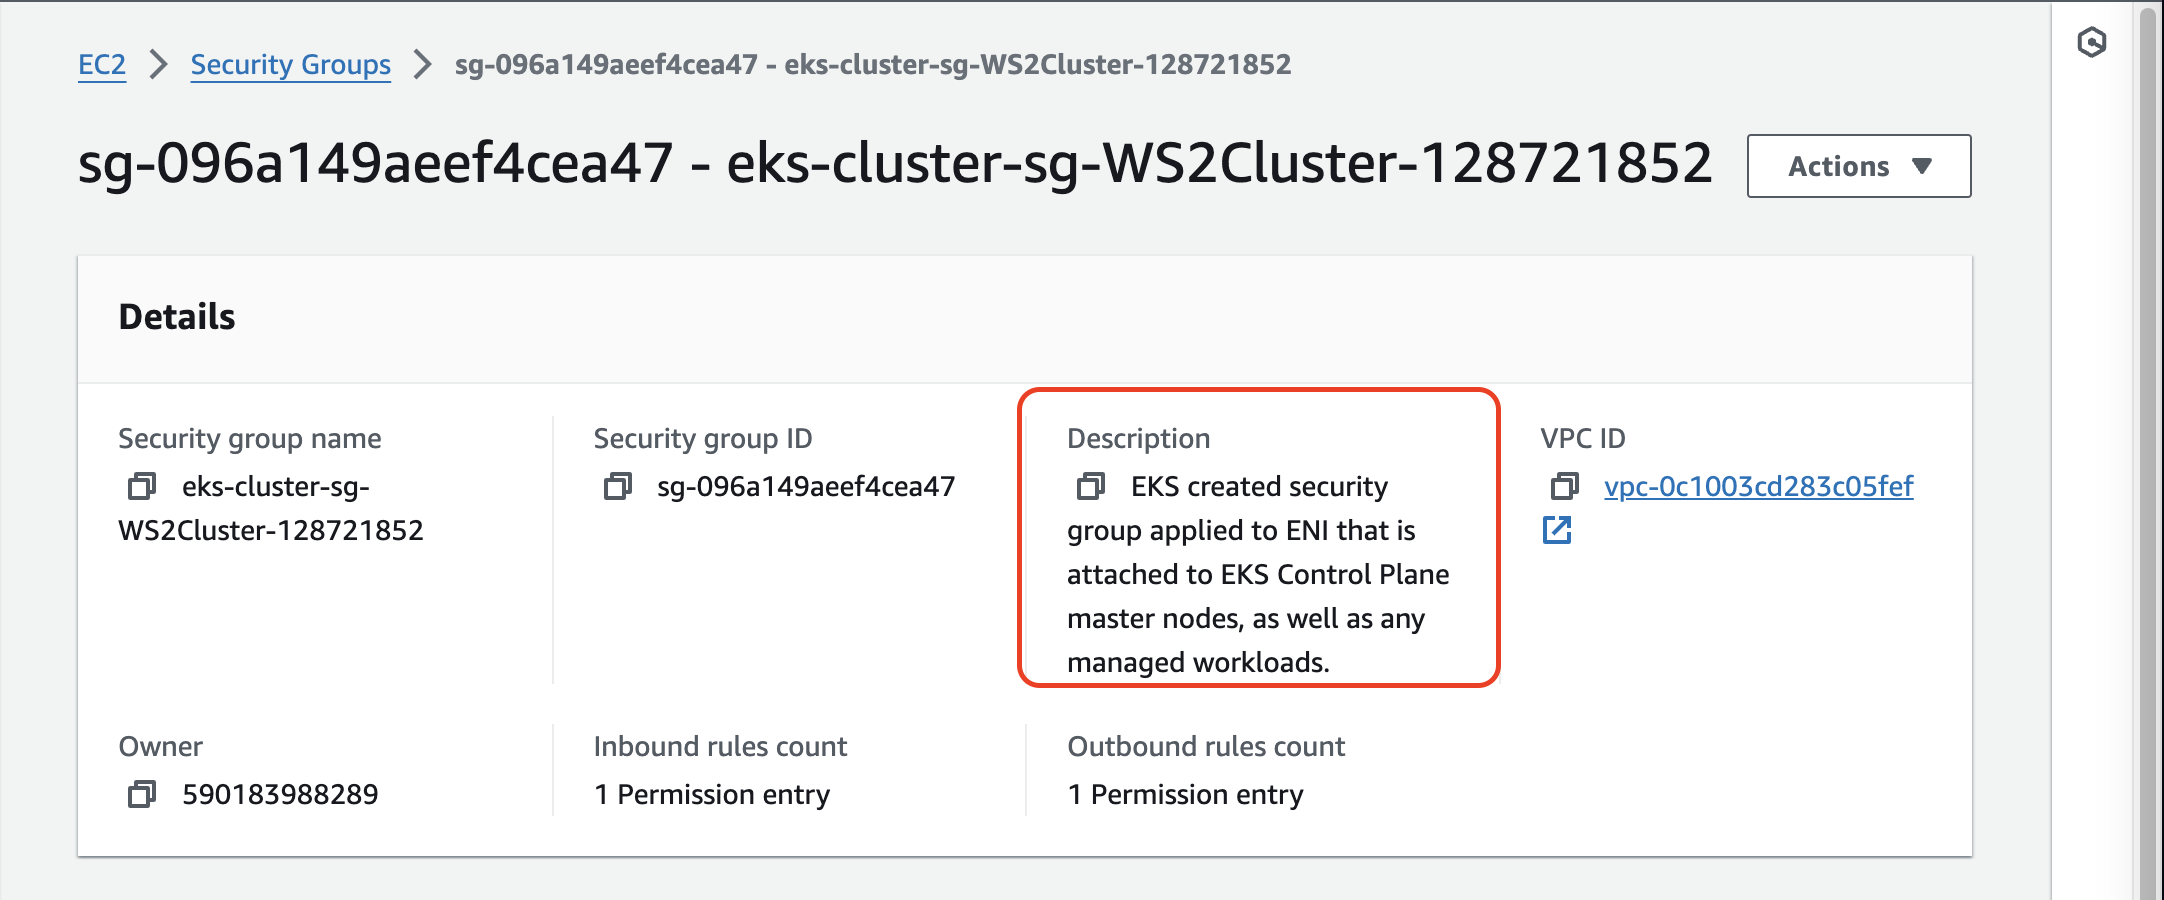 EC2 > Security Groups > sg-096a149aeef4cea47 - eks-cluster-sg-WS2Cluster-128721852
sg-096a149aeef4cea47 - eks-cluster-sg-WS2Cluster-128721852
Actions
Details
Security group name
eks-cluster-sg-
WS2Cluster-128721852
Security group ID
sg-096a149aeef4cea47
Description
EKS created security
group applied to ENI that is
attached to EKS Control Plane
master nodes, as well as any
managed workloads.
VPC ID
vpc-0c1003cd283c05fef
Owner
590183988289
Inbound rules count
1 Permission entry
Outbound rules count
1 Permission entry